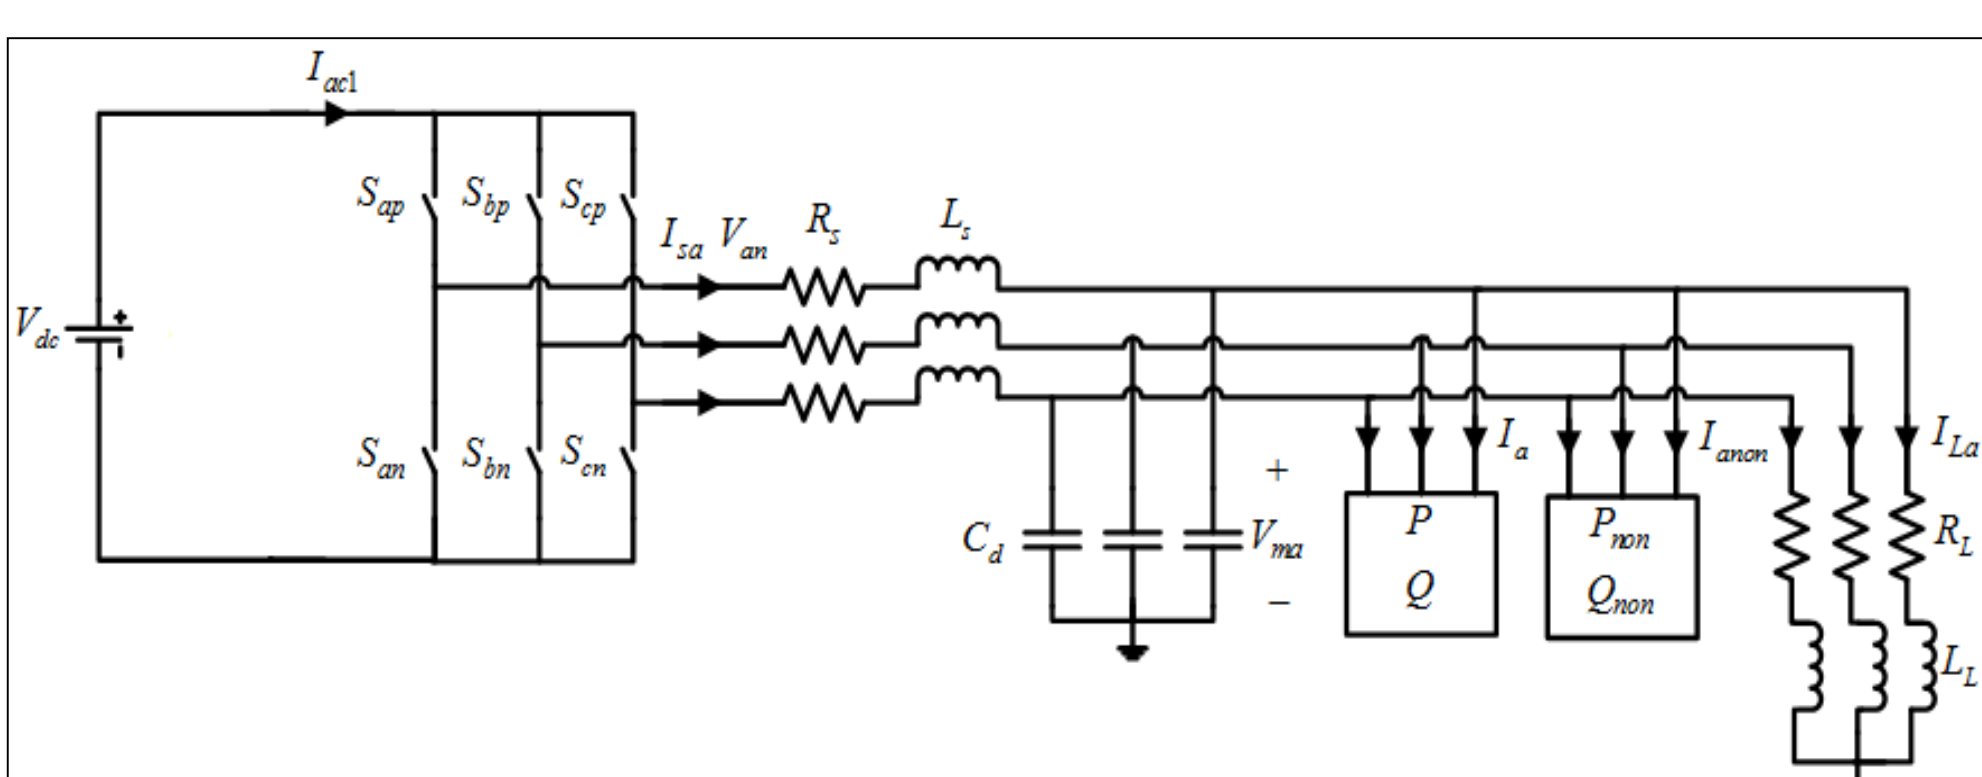 I_ac1
S_ap S_bp S_cp
I_sa V_an R_s L_s
V_dc + -
S_an S_bn S_cn
I_a I_anon I_La
C_d + V_ma −
P
Q
P_non
Q_non
R_L
L_L